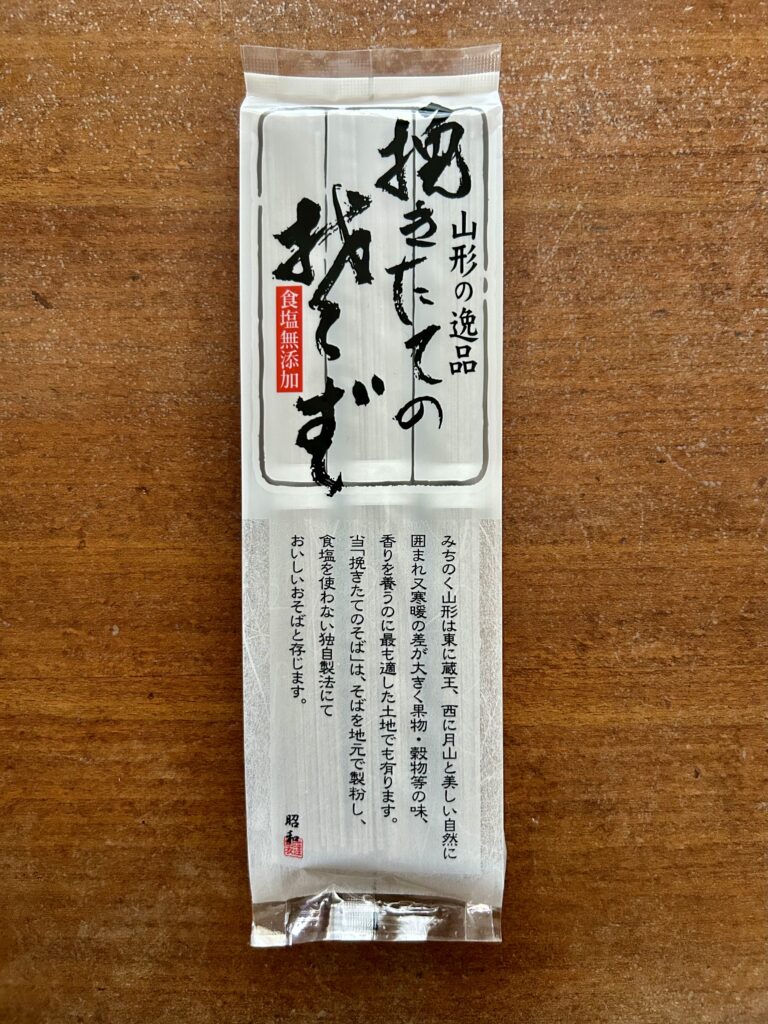 山形の逸品
挽きたての
そば
食塩無添加
みちのく山形は東に蔵王、西に月山と美しい自然に
囲まれ又寒暖の差が大きく果物・穀物等の味、
香りを養うのに最も適した土地でも有ります。
当「挽きたてのそば」は、そばを地元で製粉し、
食塩を使わない独自製法にて
おいしいおそばと存じます。
昭和